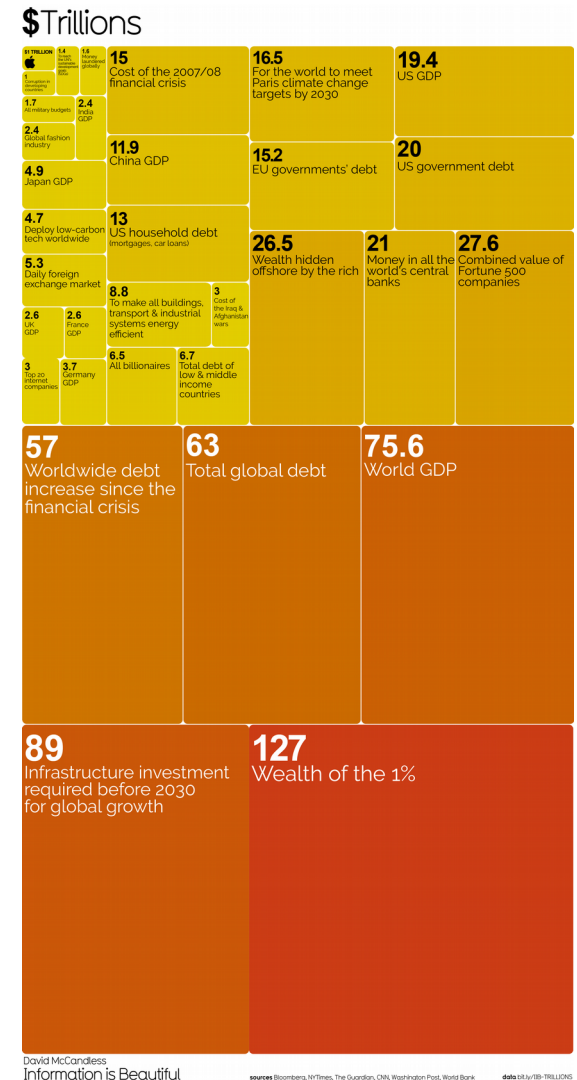 $Trillions
$1 TRILLION
1.4
To reach
the UN's
sustainable
development
goals
1.6
Money
laundered
globally
1
Corruption in
developing
countries
1.7
All military budgets
2.4
India
GDP
2.4
Global fashion
industry
4.9
Japan GDP
4.7
Deploy low-carbon
tech worldwide
5.3
Daily foreign
exchange market
2.6
UK
GDP
2.6
France
GDP
3
Top 20
internet
companies
3.7
Germany
GDP
15
Cost of the 2007/08
financial crisis
11.9
China GDP
13
US household debt
(mortgages, car loans)
8.8
To make all buildings,
transport & industrial
systems energy
efficient
3
Cost of
the Iraq &
Afghanistan
wars
6.5
All billionaires
6.7
Total debt of
low & middle
income
countries
16.5
For the world to meet
Paris climate change
targets by 2030
19.4
US GDP
15.2
EU governments' debt
20
US government debt
26.5
Wealth hidden
offshore by the rich
21
Money in all the
world's central
banks
27.6
Combined value of
Fortune 500
companies
57
Worldwide debt
increase since the
financial crisis
63
Total global debt
75.6
World GDP
89
Infrastructure investment
required before 2030
for global growth
127
Wealth of the 1%
David McCandless
Information is Beautiful
sources Bloomberg, NYTimes, The Guardian, CNN, Washington Post, World Bank
data bit.ly/IIB-TRILLIONS